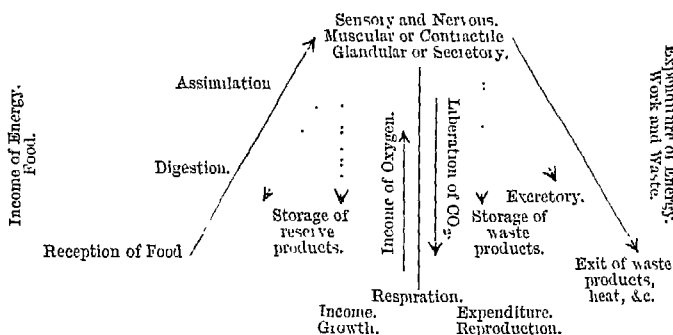 Sensory and Nervous.
Muscular or Contractile
Glandular or Secretory.
Assimilation
Digestion.
Reception of Food
Income of Energy.
Food.
Storage of
reserve
products.
Income of Oxygen.
Liberation of CO₂.
Respiration.
Storage of
waste
products.
Excretory.
Exit of waste
products,
heat, &c.
Expenditure of Energy.
Work and Waste.
Income.
Growth.
Expenditure.
Reproduction.